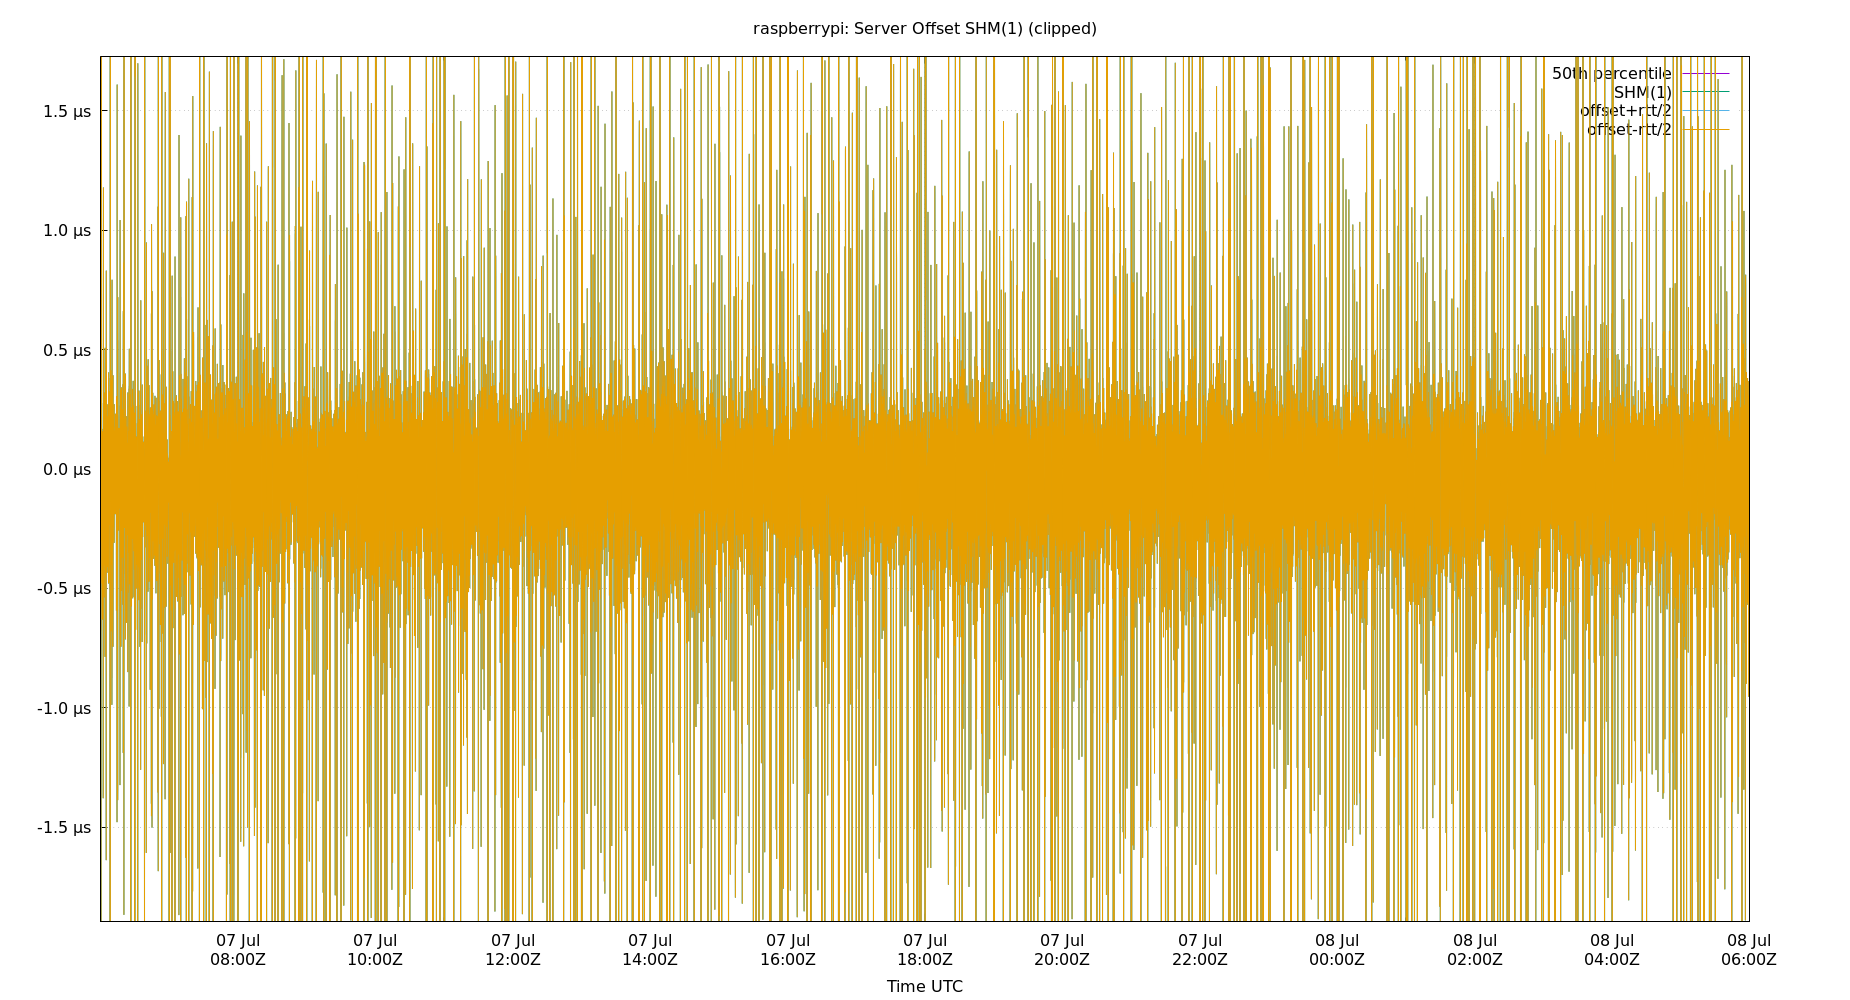 raspberrypi: Server Offset SHM(1) (clipped)
50th percentile
SHM(1)
offset+rtt/2
offset-rtt/2
1.5 µs
1.0 µs
0.5 µs
0.0 µs
-0.5 µs
-1.0 µs
-1.5 µs
07 Jul 07 Jul 07 Jul 07 Jul 07 Jul 07 Jul 07 Jul 07 Jul 08 Jul 08 Jul 08 Jul 08 Jul
08:00Z 10:00Z 12:00Z 14:00Z 16:00Z 18:00Z 20:00Z 22:00Z 00:00Z 02:00Z 04:00Z 06:00Z
Time UTC